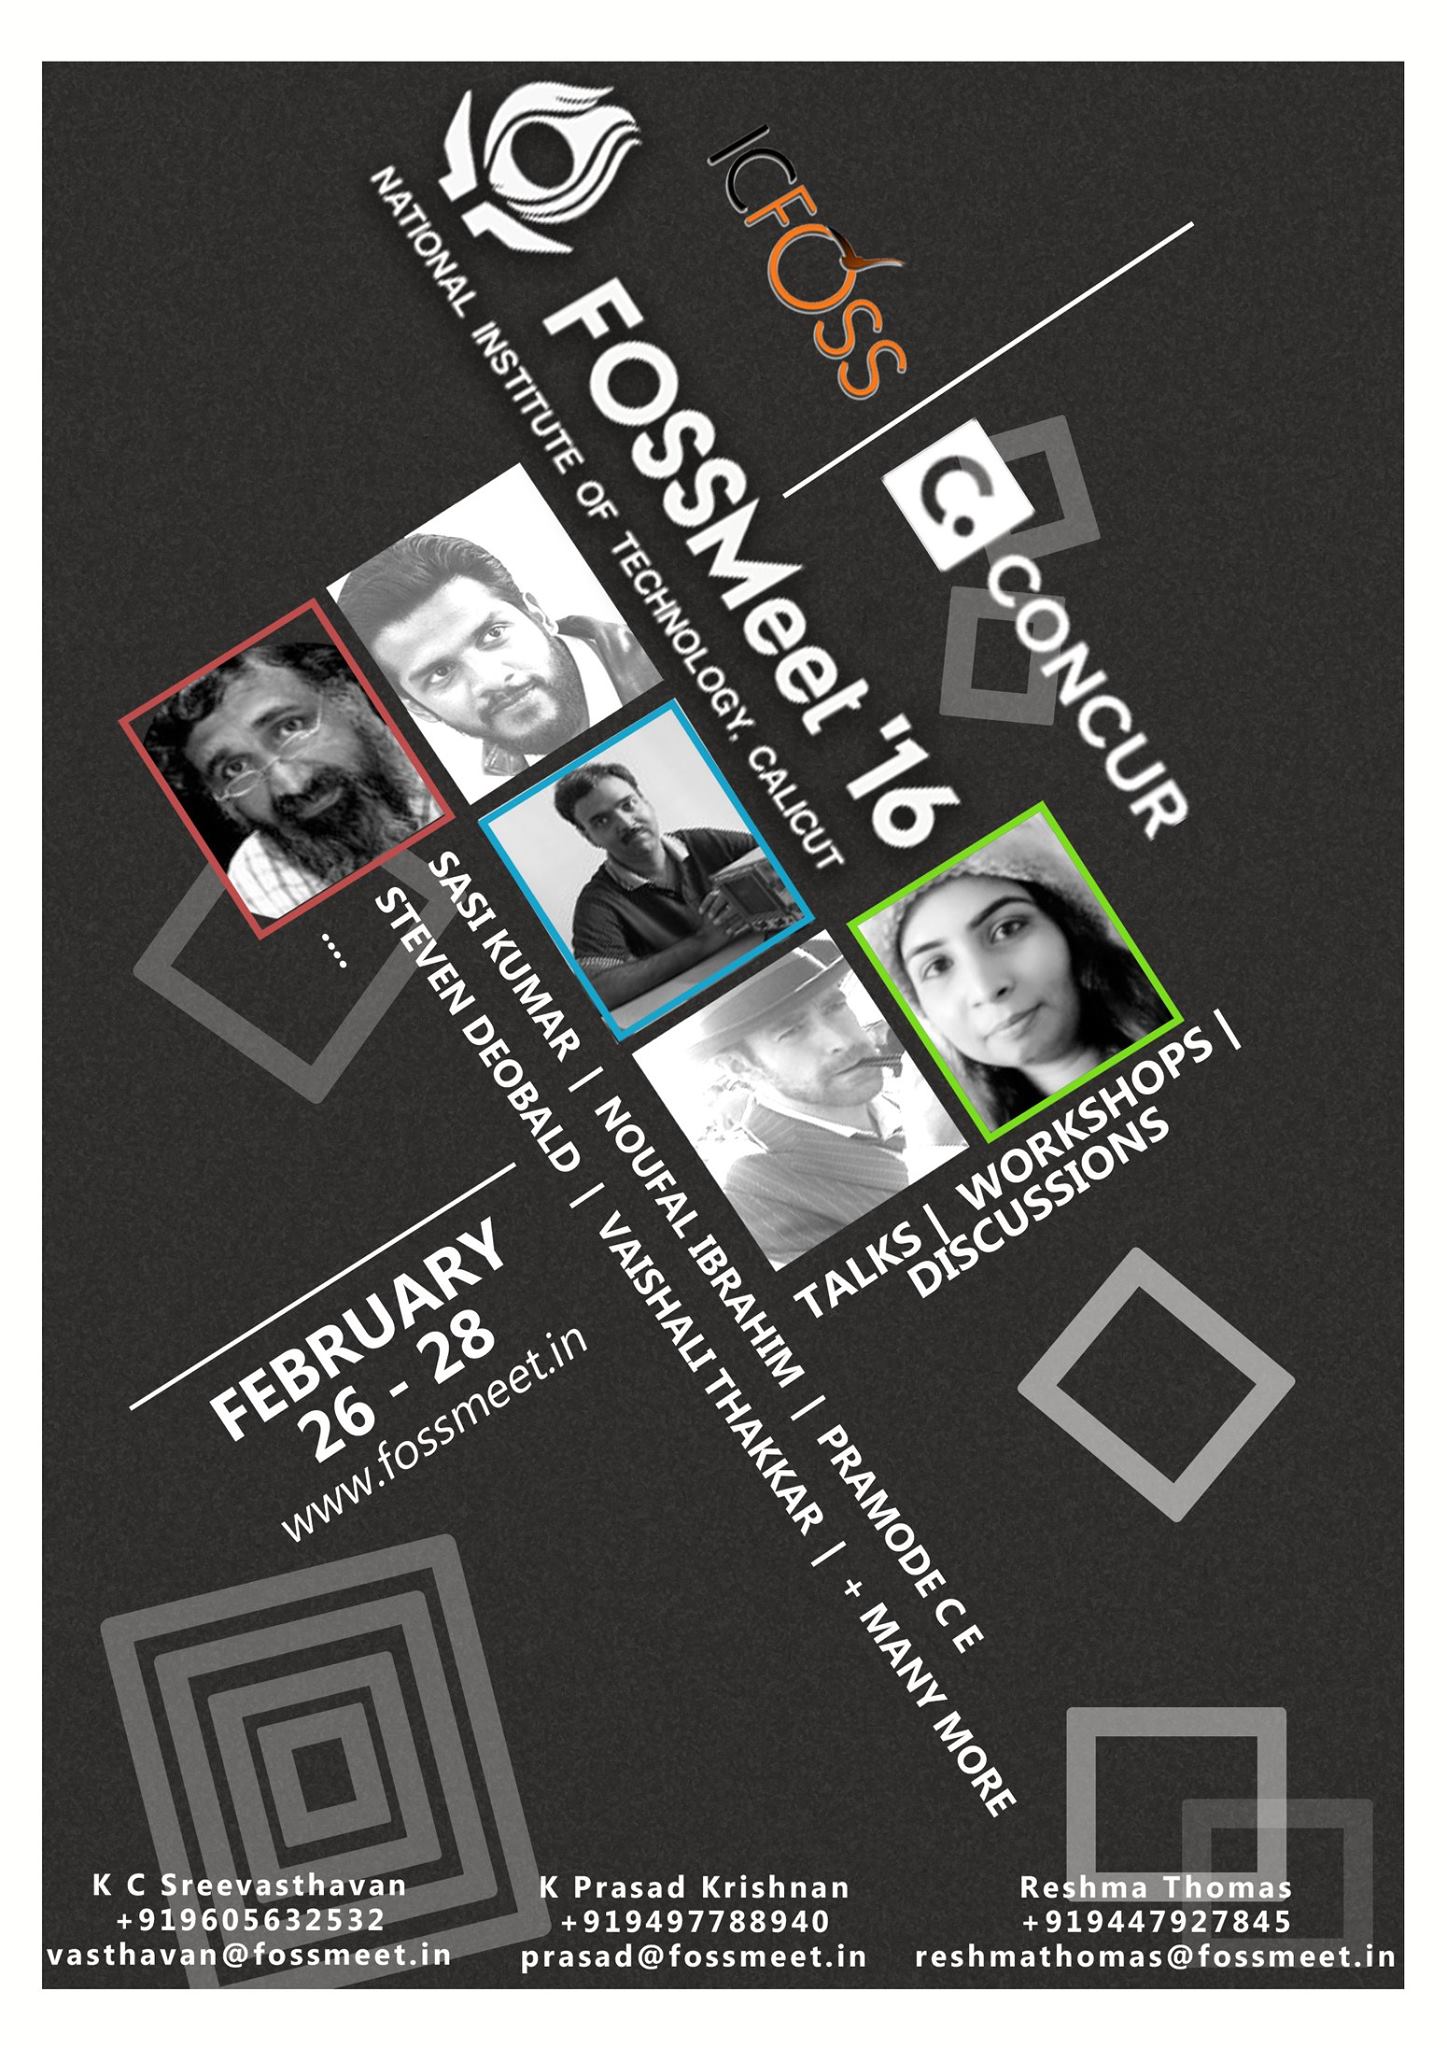 ICFOSS
FOSSMeet '16
NATIONAL INSTITUTE OF TECHNOLOGY, CALICUT
C.
CONCUR
SASI KUMAR | NOUFAL IBRAHIM | PRAMODE C E
STEVEN DEOBALD | VAISHALI THAKKAR | + MANY MORE
....
TALKS | WORKSHOPS |
DISCUSSIONS
FEBRUARY
26 - 28
www.fossmeet.in
K C Sreevasthavan
+919605632532
vasthavan@fossmeet.in
K Prasad Krishnan
+919497788940
prasad@fossmeet.in
Reshma Thomas
+919447927845
reshmathomas@fossmeet.in